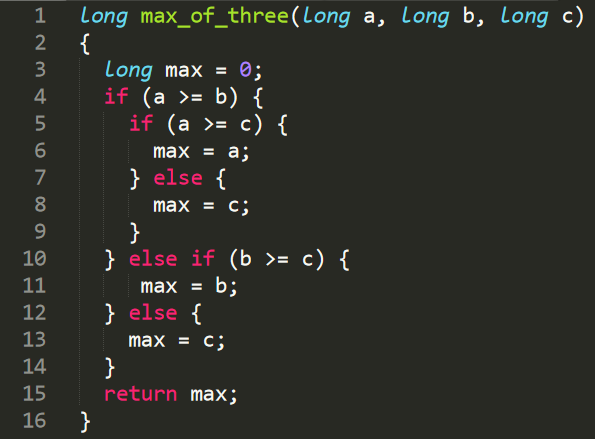 1 long max_of_three(long a, long b, long c)
2 {
3   long max = 0;
4   if (a >= b) {
5     if (a >= c) {
6       max = a;
7     } else {
8       max = c;
9     }
10   } else if (b >= c) {
11      max = b;
12   } else {
13     max = c;
14   }
15   return max;
16 }